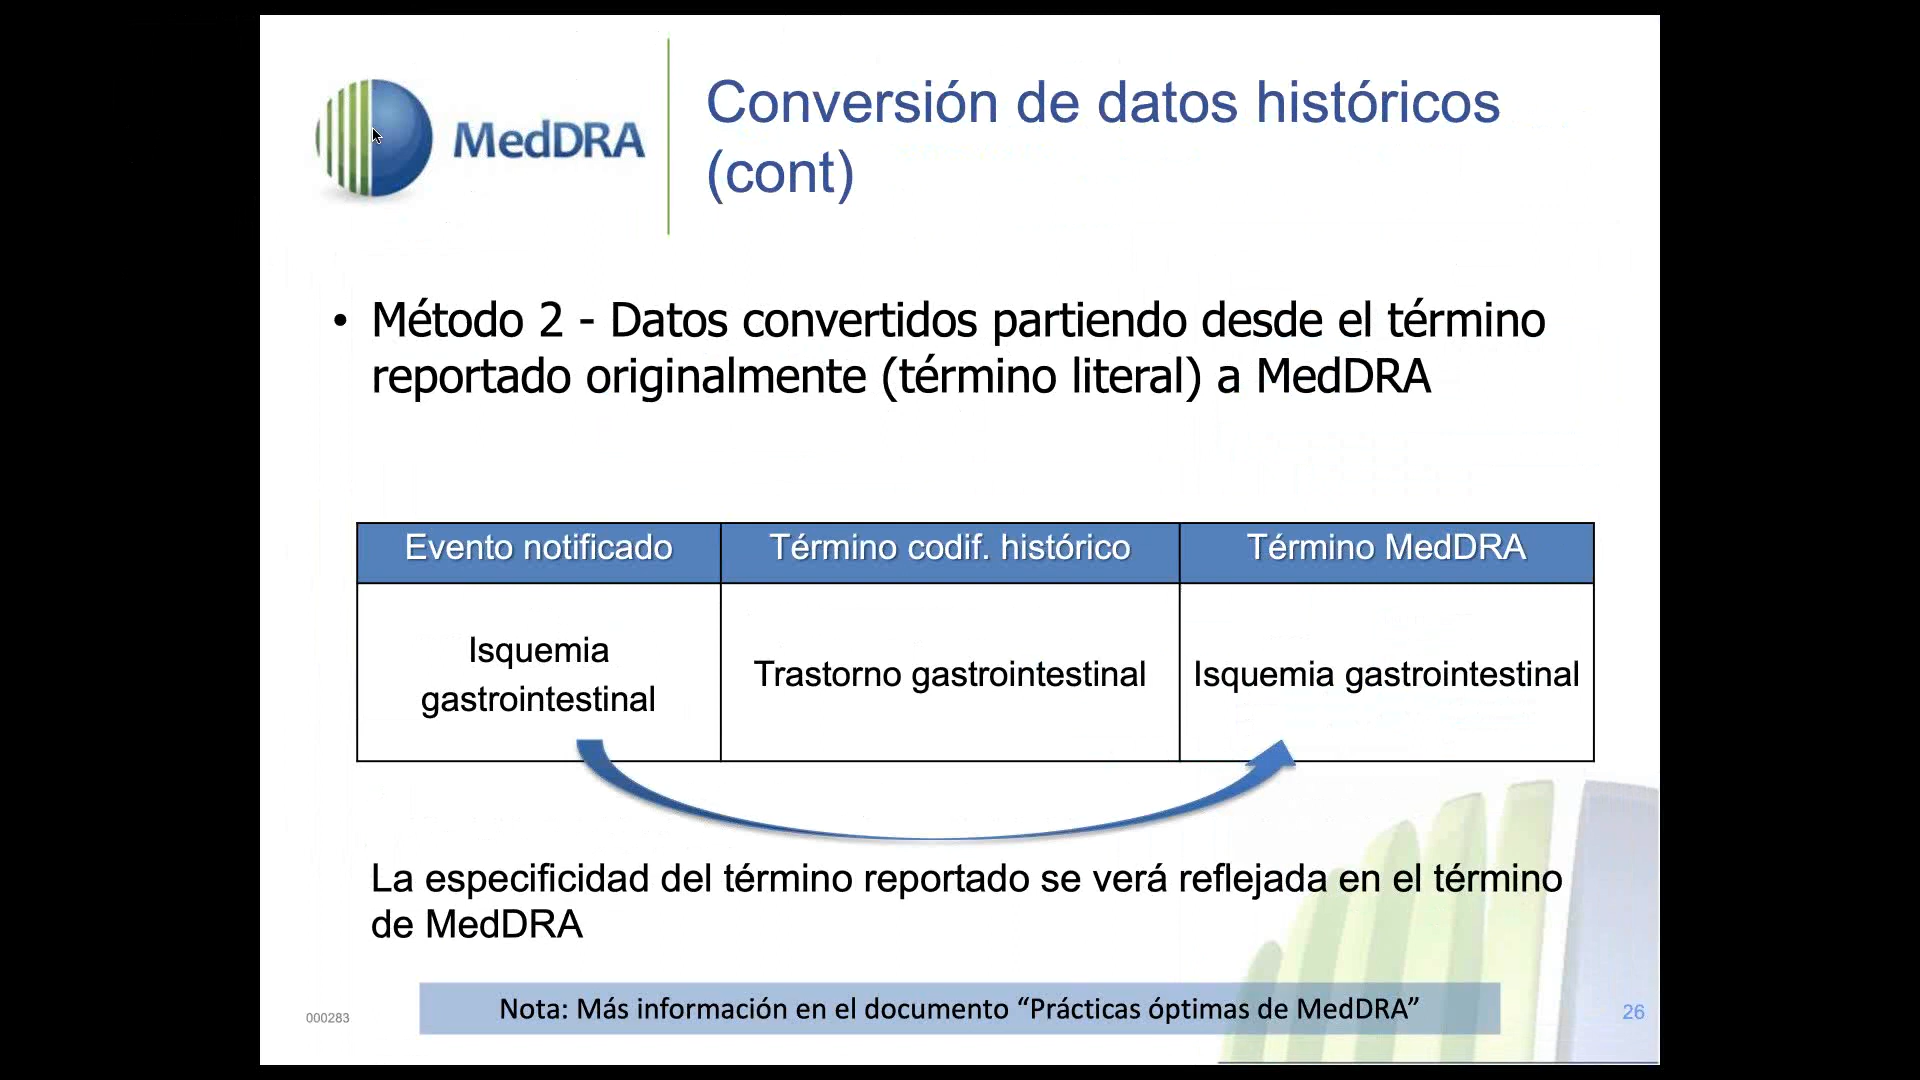 MedDRA
Conversión de datos históricos
(cont)
• Método 2 - Datos convertidos partiendo desde el término
reportado originalmente (término literal) a MedDRA
Evento notificado
Término codif. histórico
Término MedDRA
Isquemia
gastrointestinal
Trastorno gastrointestinal
Isquemia gastrointestinal
La especificidad del término reportado se verá reflejada en el término
de MedDRA
Nota: Más información en el documento “Prácticas óptimas de MedDRA”
000283
26